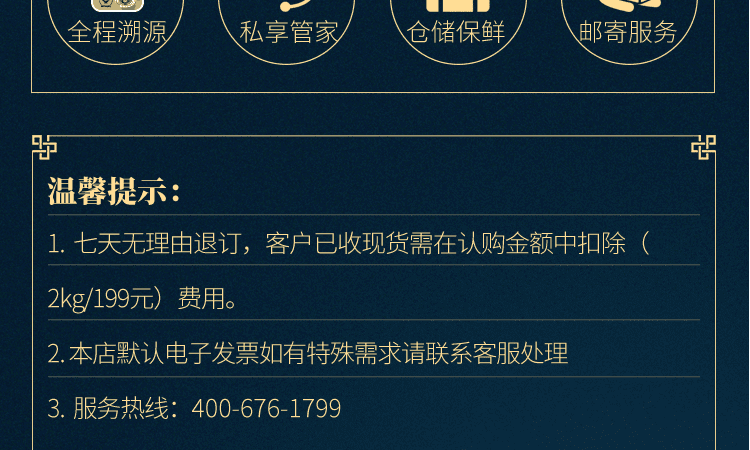 全程溯源 私享管家 仓储保鲜 邮寄服务
温馨提示：
1. 七天无理由退订，客户已收现货需在认购金额中扣除（
2kg/199元）费用。
2.本店默认电子发票如有特殊需求请联系客服处理
3. 服务热线：400-676-1799